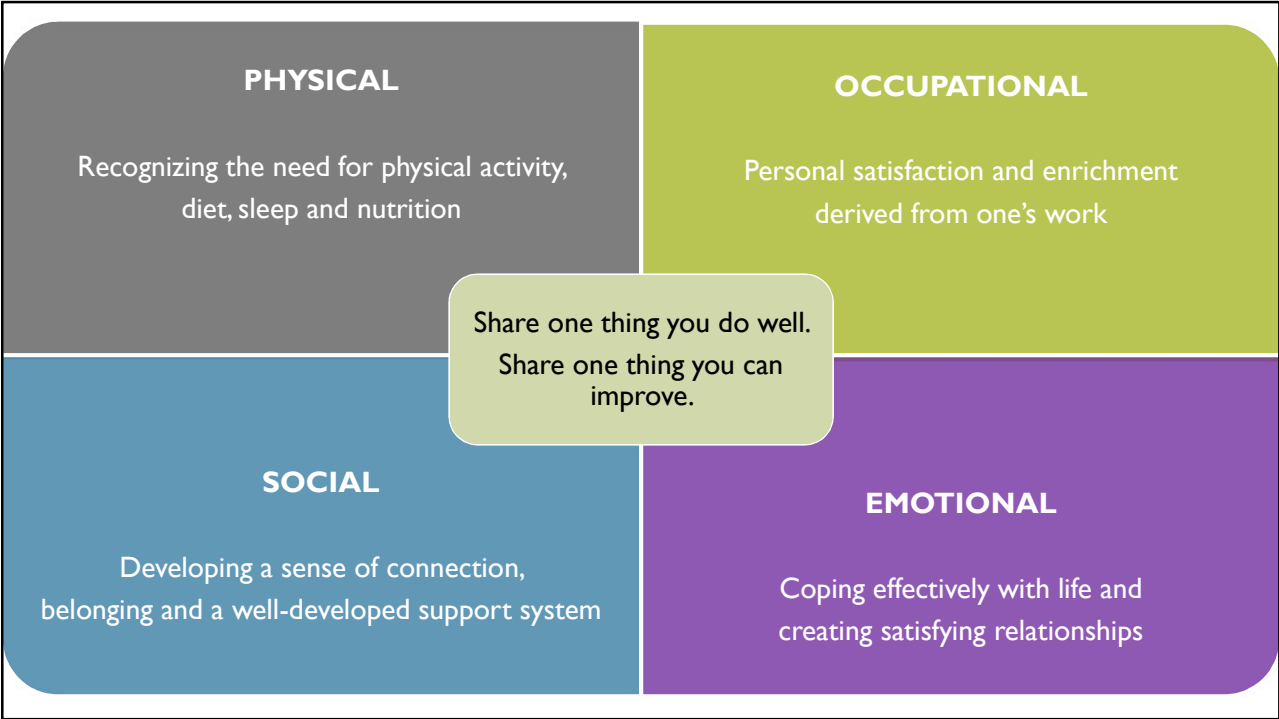 PHYSICAL
Recognizing the need for physical activity,
diet, sleep and nutrition
OCCUPATIONAL
Personal satisfaction and enrichment
derived from one’s work
Share one thing you do well.
Share one thing you can
improve.
SOCIAL
Developing a sense of connection,
belonging and a well-developed support system
EMOTIONAL
Coping effectively with life and
creating satisfying relationships